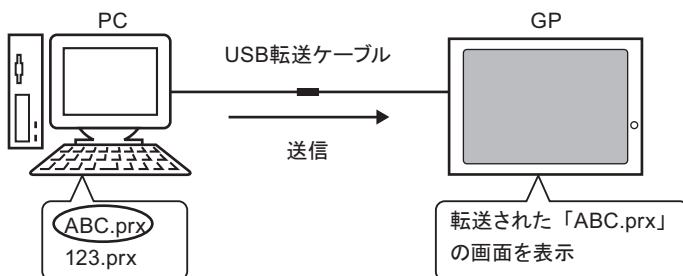 PC
GP
USB転送ケーブル
送信
ABC.prx
123.prx
転送された「ABC.prx」
の画面を表示